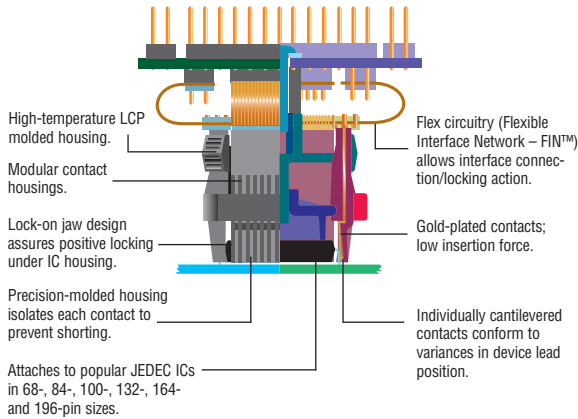 High-temperature LCP
molded housing.
Modular contact
housings.
Lock-on jaw design
assures positive locking
under IC housing.
Precision-molded housing
isolates each contact to
prevent shorting.
Attaches to popular JEDEC ICs
in 68-, 84-, 100-, 132-, 164-
and 196-pin sizes.
Flex circuitry (Flexible
Interface Network – FIN™)
allows interface connec-
tion/locking action.
Gold-plated contacts;
low insertion force.
Individually cantilevered
contacts conform to
variances in device lead
position.